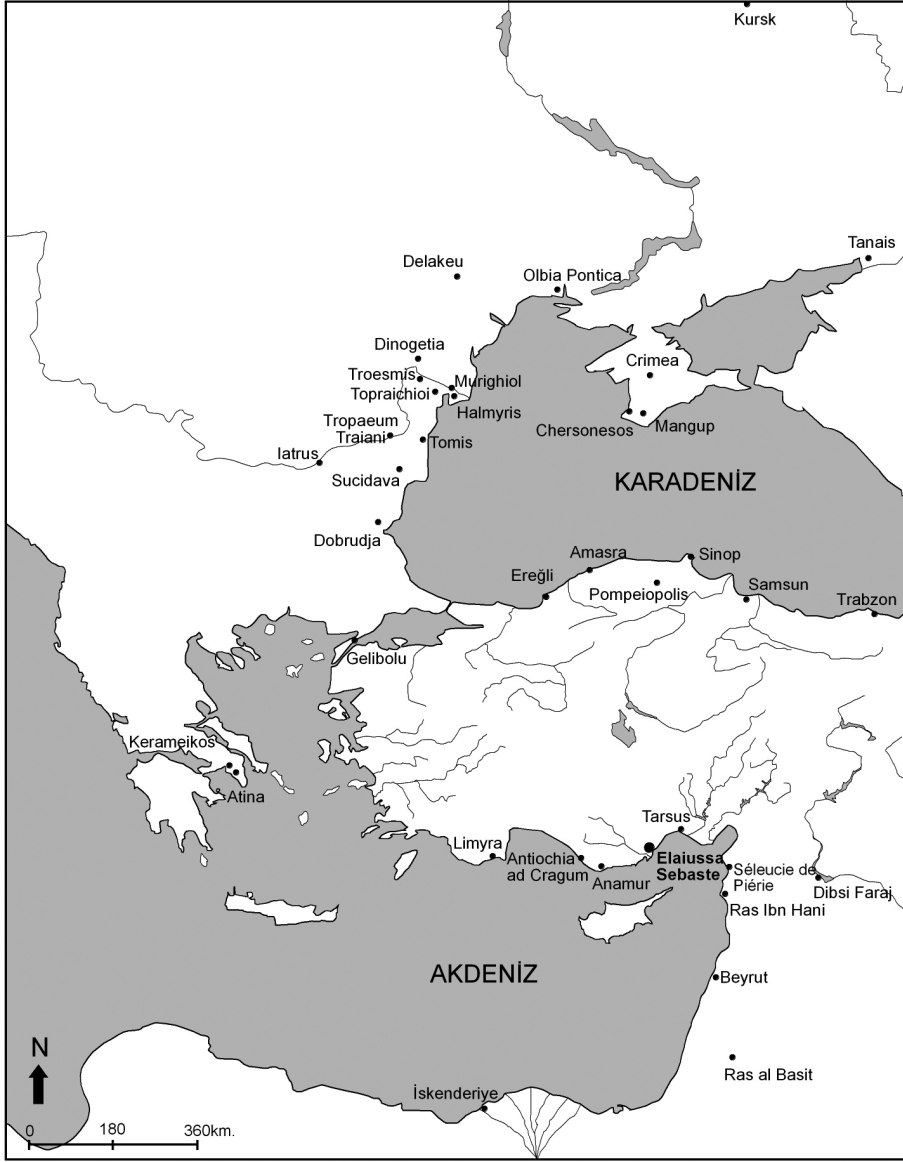 Kursk
Tanais
Delakeu
Olbia Pontica
Dinogetia
Troesmis
Murighiol
Topraichioi
Halmyris
Crimea
Tropaeum
Traiani
Chersonesos
Mangup
Iatrus
Tomis
Sucidava
KARADENİZ
Dobrudja
Amasra
Sinop
Ereğli
Pompeiopolis
Samsun
Trabzon
Gelibolu
Kerameikos
Atina
Tarsus
Limyra
Antiochia
ad Cragum
Anamur
Elaiussa
Sebaste
Séleucie de
Piérie
Dibsi Faraj
Ras Ibn Hani
AKDENİZ
Beyrut
N
Ras al Basit
İskenderiye
0 180 360km.